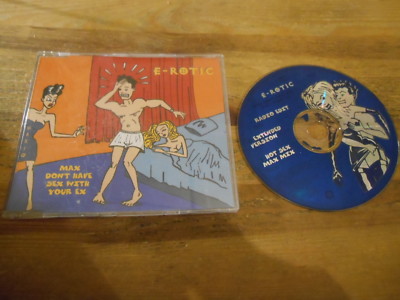 E-ROTIC
MAX
DON'T HAVE
SEX WITH
YOUR EX
E-ROTIC
RADIO EDIT
EXTENDED
VERSION
HOT SEX
MAX MIX